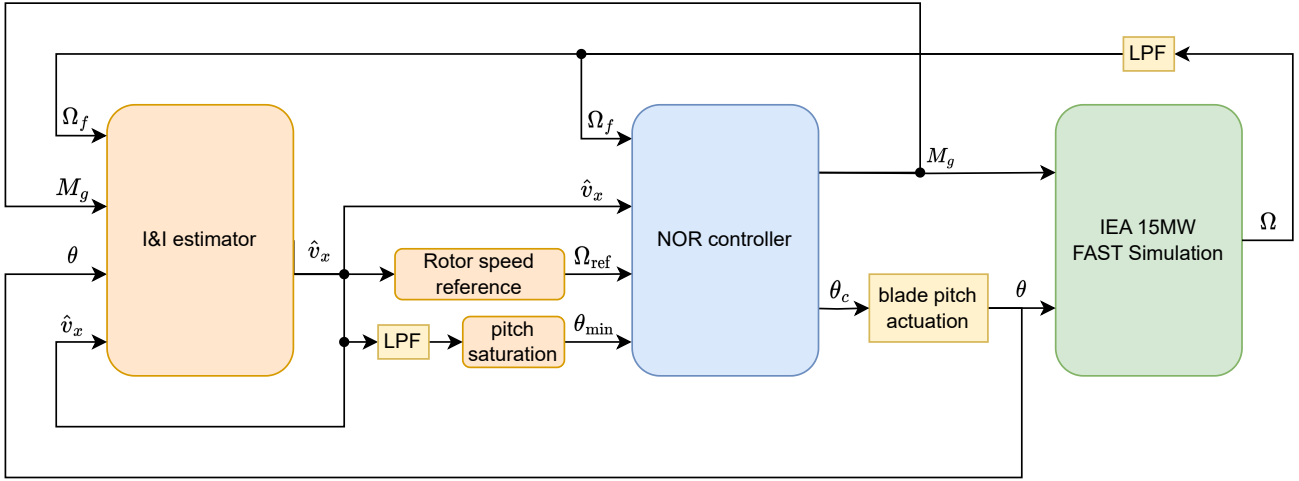 LPF
Ω_f
Ω_f
M_g
M_g
v̂_x
I&I estimator
NOR controller
IEA 15MW
FAST Simulation
Ω
θ
v̂_x
Rotor speed
reference
Ω_ref
θ_c
blade pitch
actuation
θ
v̂_x
LPF
pitch
saturation
θ_min